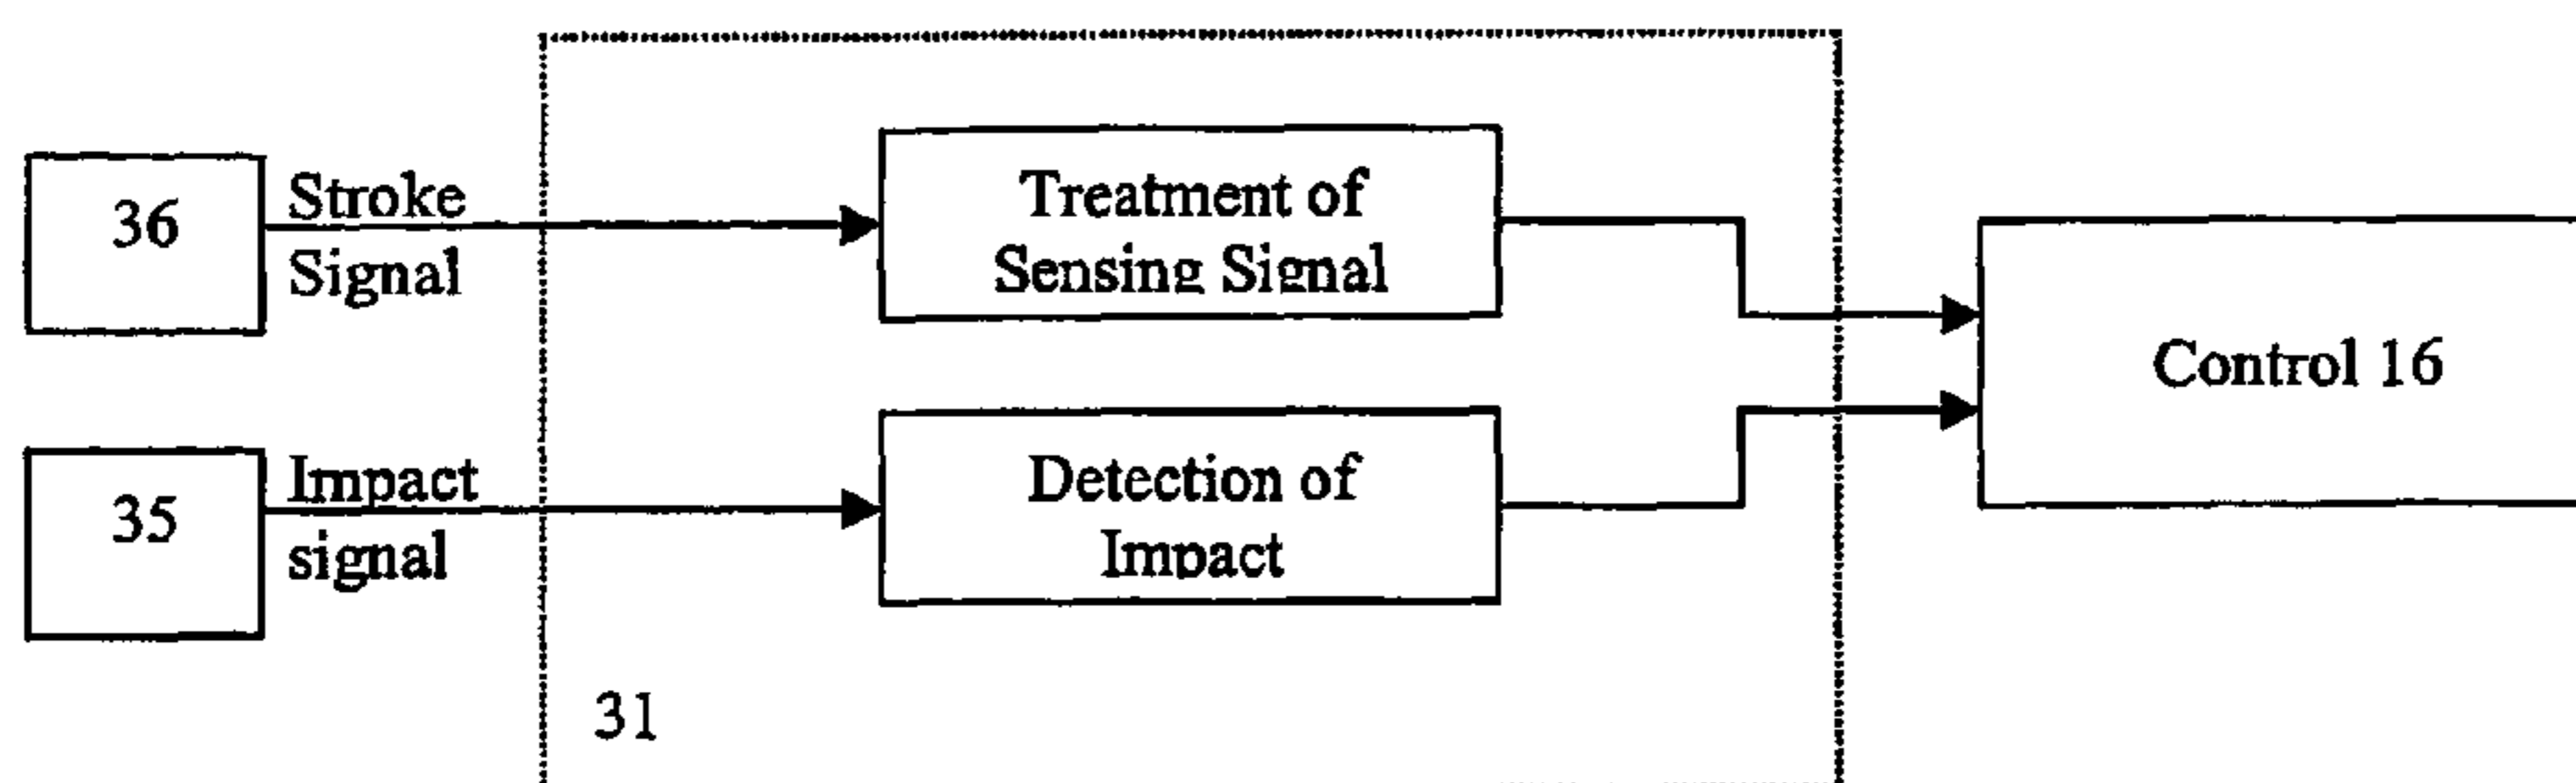 36
Stroke
Signal
Treatment of
Sensing Signal
Control 16
35
Impact
signal
Detection of
Impact
31